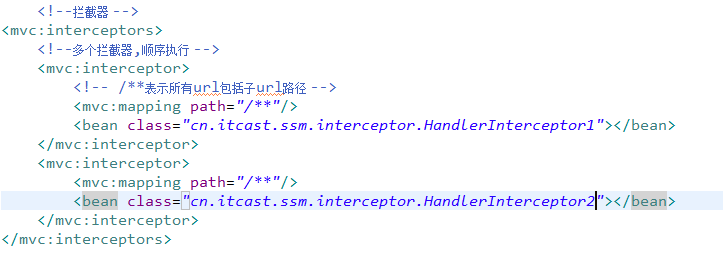 <!--拦截器 -->
<mvc:interceptors>
<!--多个拦截器,顺序执行 -->
<mvc:interceptor>
<!-- /**表示所有url包括子url路径 -->
<mvc:mapping path="/**"/>
<bean class="cn.itcast.ssm.interceptor.HandlerInterceptor1"></bean>
</mvc:interceptor>
<mvc:interceptor>
<mvc:mapping path="/**"/>
<bean class="cn.itcast.ssm.interceptor.HandlerInterceptor2"></bean>
</mvc:interceptor>
</mvc:interceptors>